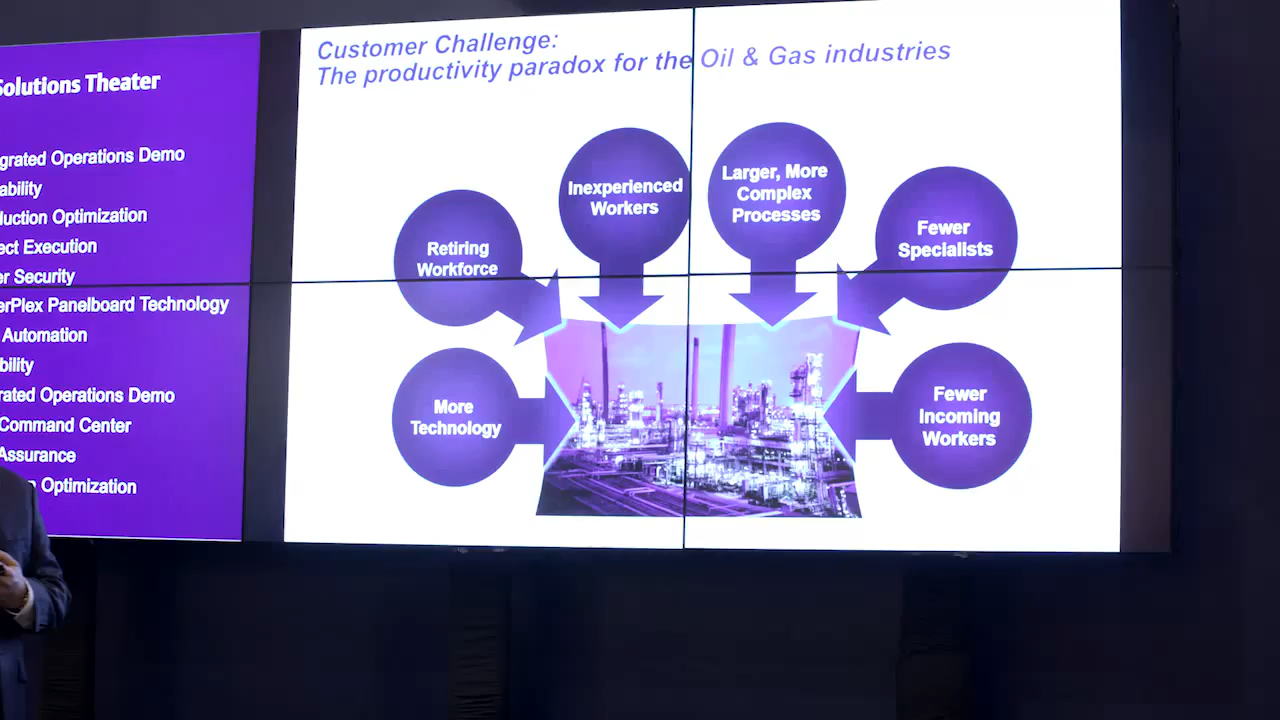 Solutions Theater
grated Operations Demo
ability
duction Optimization
ect Execution
er Security
erPlex Panelboard Technology
Automation
bility
rated Operations Demo
Command Center
Assurance
Optimization
Customer Challenge:
The productivity paradox for the Oil & Gas industries
Retiring
Workforce
Inexperienced
Workers
Larger, More
Complex
Processes
Fewer
Specialists
More
Technology
Fewer
Incoming
Workers